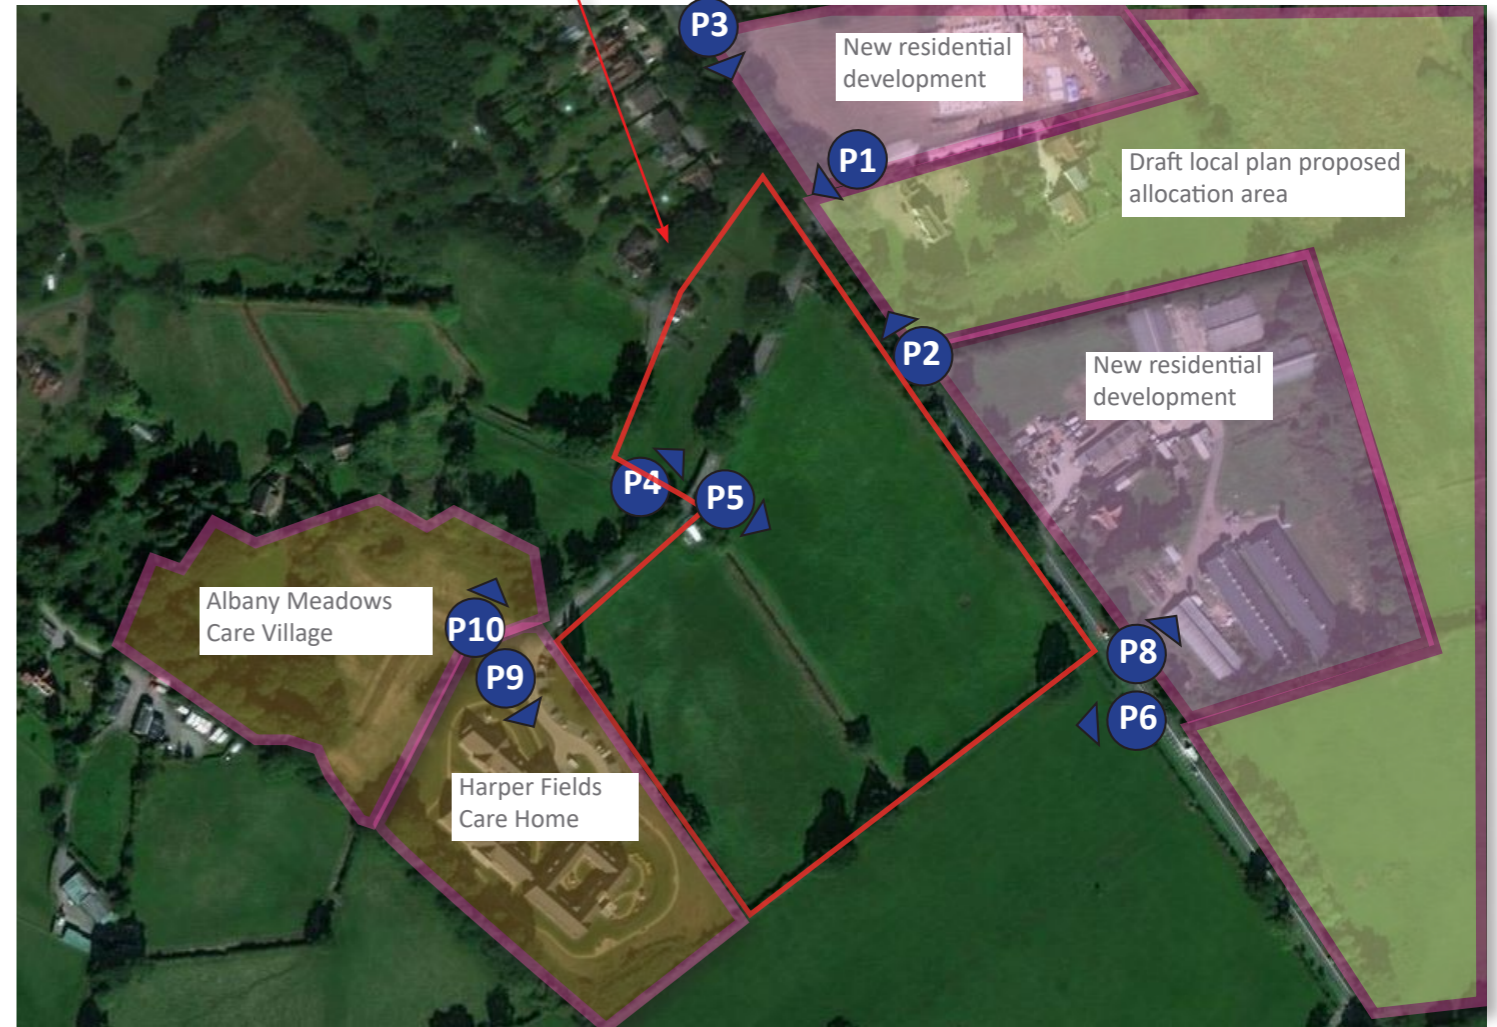 P3
New residential
development
P1
Draft local plan proposed
allocation area
P2
New residential
development
P4
P5
Albany Meadows
Care Village
P10
P9
P8
P6
Harper Fields
Care Home